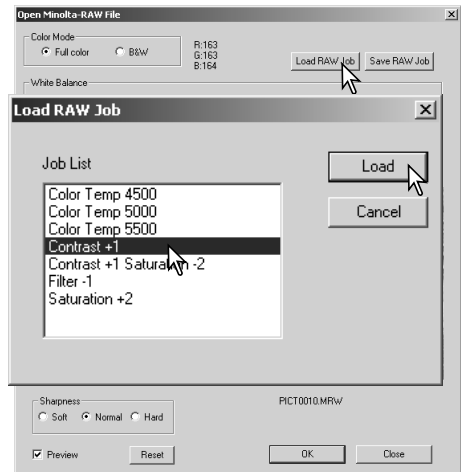 Open Minolta-RAW File
Color Mode
Full color B&W
R:163
G:163
B:164
Load RAW Job Save RAW Job
White Balance
Load RAW Job
Job List
Color Temp 4500
Color Temp 5000
Color Temp 5500
Contrast +1
Contrast +1 Saturation -2
Filter -1
Saturation +2
Load
Cancel
Sharpness
Soft Normal Hard
PICT0010.MRW
Preview Reset OK Close